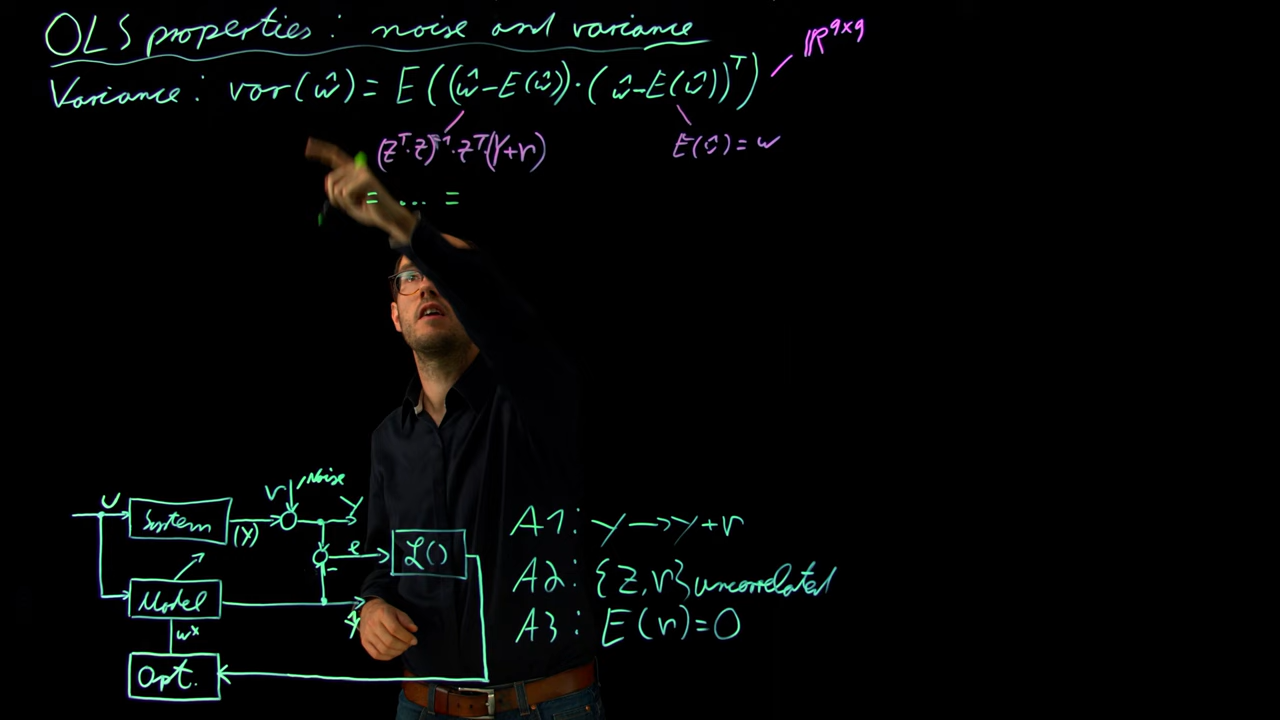 OLS properties: noise and variance
Variance: var(ŵ) = E((ŵ-E(ŵ))·(ŵ-E(ŵ))ᵀ)
ℝ^q×q
(zᵀ·z)⁻¹·zᵀ·(Y+r)
E(ŵ)=w
= ... =
U
System
(X)
r
Noise
Y
e
-
L()
Model
ŷ
w*
Opt.
A1: Y → Y+r
A2: {Z,r} uncorrelated
A3: E(r)=0